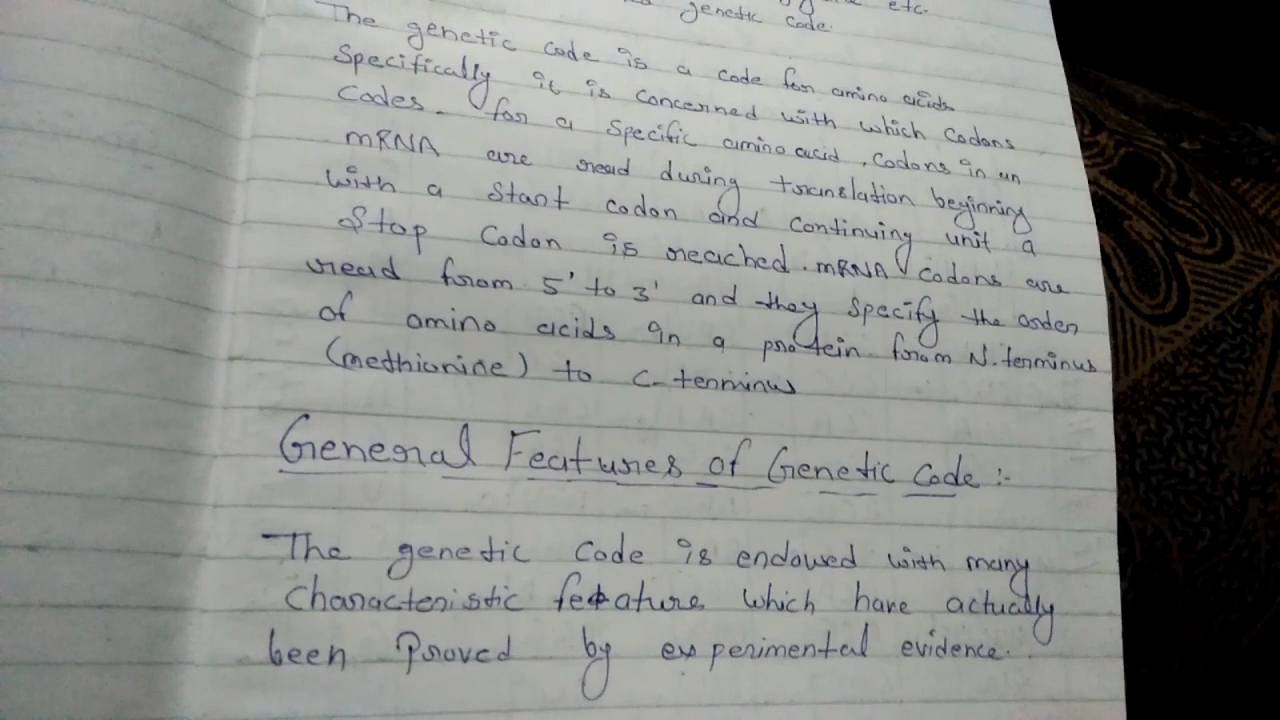 etc.
genetic code.
The genetic code is a code for amino acids
Specifically it is concerned with which codons
codes. for a specific amino acid. codons in an
mRNA are read during translation beginning
with a start codon and continuing unit a
Stop codon is reached. mRNA codons are
read from 5' to 3' and they specify the order
of amino acids in a protein from N. terminus
(methionine) to C-terminus
General Features of Genetic Code :-
The genetic code is endowed with many
characteristic feature which have actually
been Proved by experimental evidence.